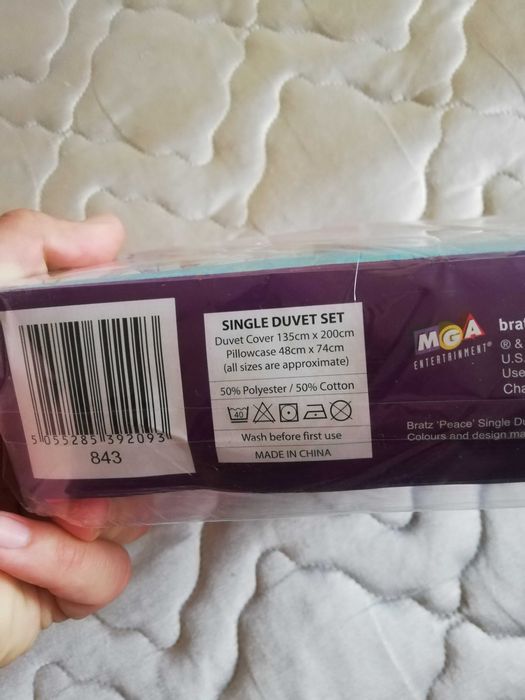 SINGLE DUVET SET
Duvet Cover 135cm x 200cm
Pillowcase 48cm x 74cm
(all sizes are approximate)
50% Polyester / 50% Cotton
40
Wash before first use
MADE IN CHINA
5 055285 392093
843
MGA
ENTERTAINMENT®
® &
U.S.
Use
Bratz 'Peace' Single
Colours and design